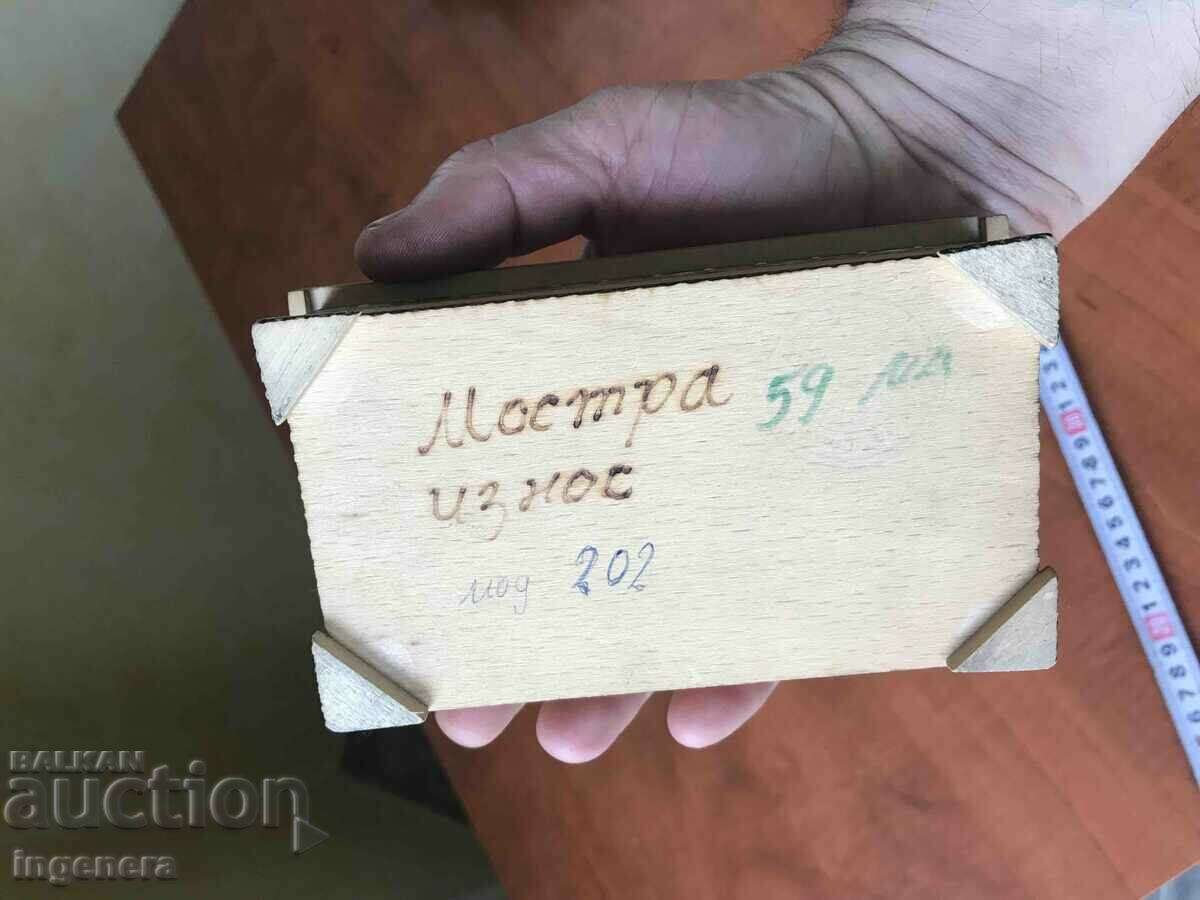 Мостра 59 лв
износ
мод 202
BALKAN
auction
ingenera